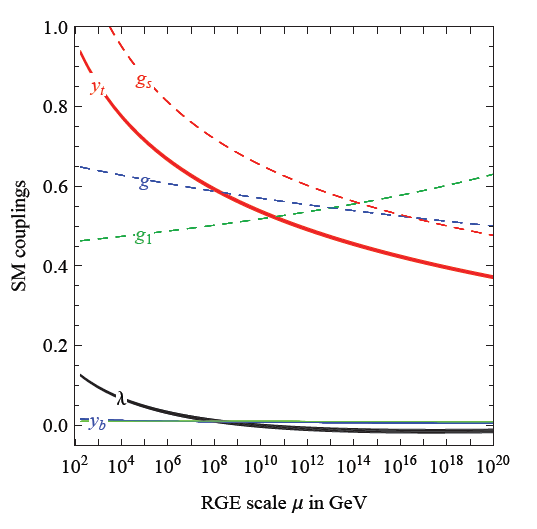 1.0
0.8
0.6
0.4
0.2
0.0
SM couplings
y_t
g_s
g
g_1
λ
y_b
10^2 10^4 10^6 10^8 10^10 10^12 10^14 10^16 10^18 10^20
RGE scale μ in GeV